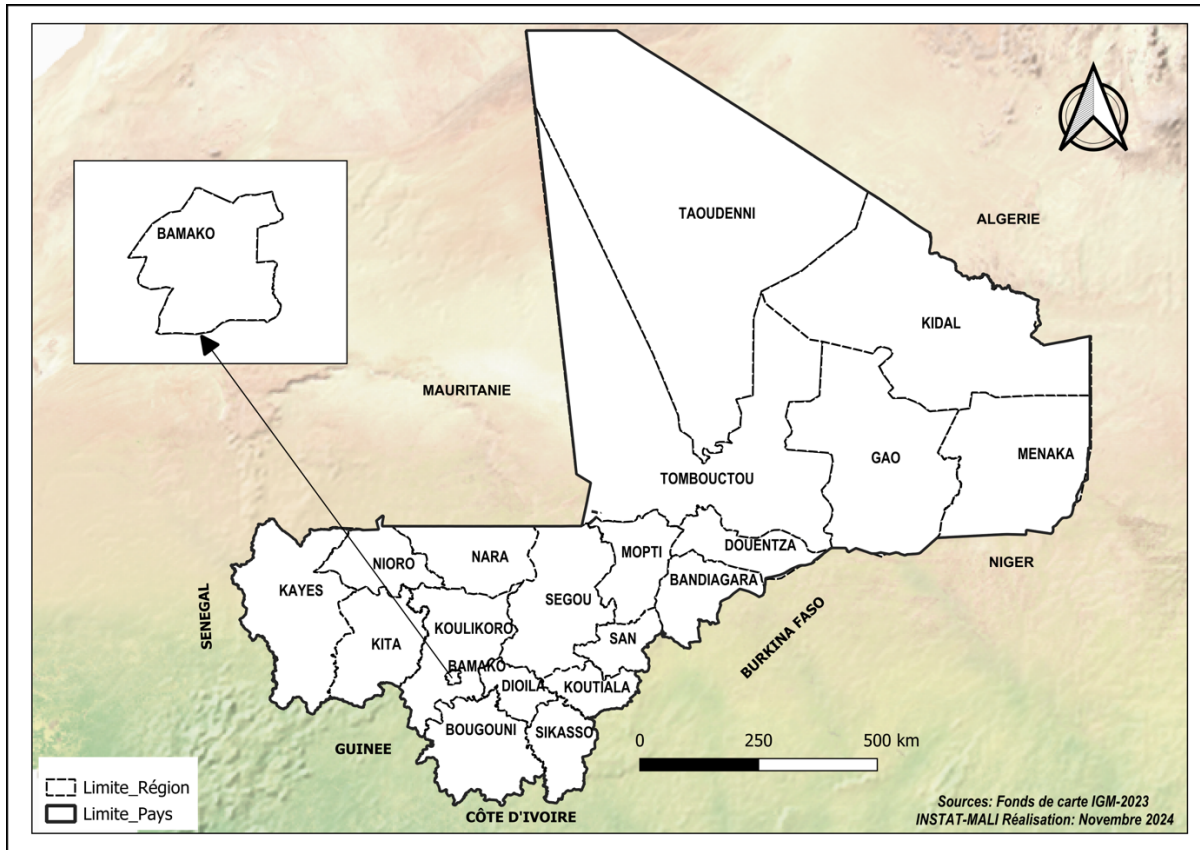 TAOUDENNI
ALGERIE
BAMAKO
KIDAL
MAURITANIE
GAO
MENAKA
TOMBOUCTOU
DOUENTZA
MOPTI
NARA
NIORO
NIGER
BANDIAGARA
KAYES
SEGOU
SENEGAL
KOULIKORO
SAN
BURKINA FASO
KITA
BAMAKO
DIOILA
KOUTIALA
BOUGOUNI
SIKASSO
GUINEE
0 250 500 km
Limite_Région
Limite_Pays
CÔTE D'IVOIRE
Sources: Fonds de carte IGM-2023
INSTAT-MALI Réalisation: Novembre 2024